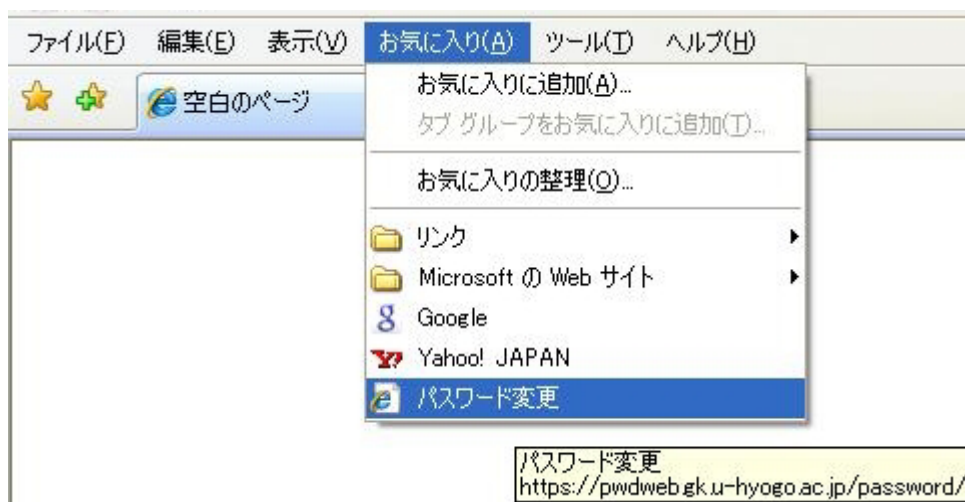 ファイル(F) 編集(E) 表示(V) お気に入り(A) ツール(T) ヘルプ(H)
空白のページ
お気に入りに追加(A)...
タブ グループをお気に入りに追加(T)...
お気に入りの整理(O)...
リンク
Microsoft の Web サイト
Google
Yahoo! JAPAN
パスワード変更
パスワード変更
https://pwdweb.gk.u-hyogo.ac.jp/password/